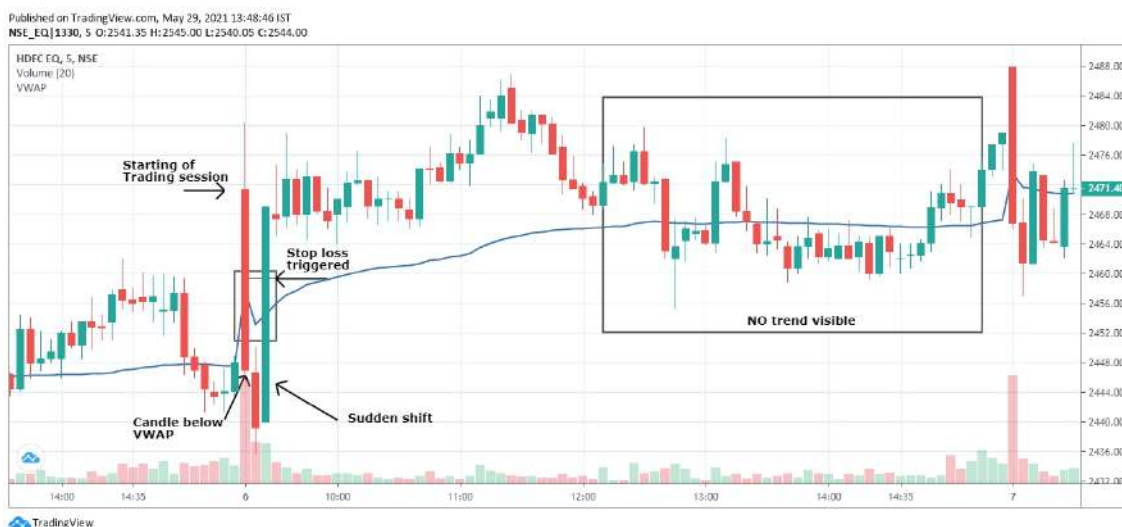 Published on TradingView.com, May 29, 2021 13:48:46 IST
NSE_EQ|1330, 5 O:2541.35 H:2545.00 L:2540.05 C:2544.00
HDFC EQ, 5, NSE
Volume (20)
VWAP
2488.00
2484.00
2480.00
2476.00
2471.40
2468.00
2464.00
2460.00
2456.00
2452.00
2448.00
2444.00
2440.00
2436.00
2432.00
Starting of
Trading session
Stop loss
triggered
NO trend visible
Candle below
VWAP
Sudden shift
14:00 14:35 6 10:00 11:00 12:00 13:00 14:00 14:35 7
TradingView